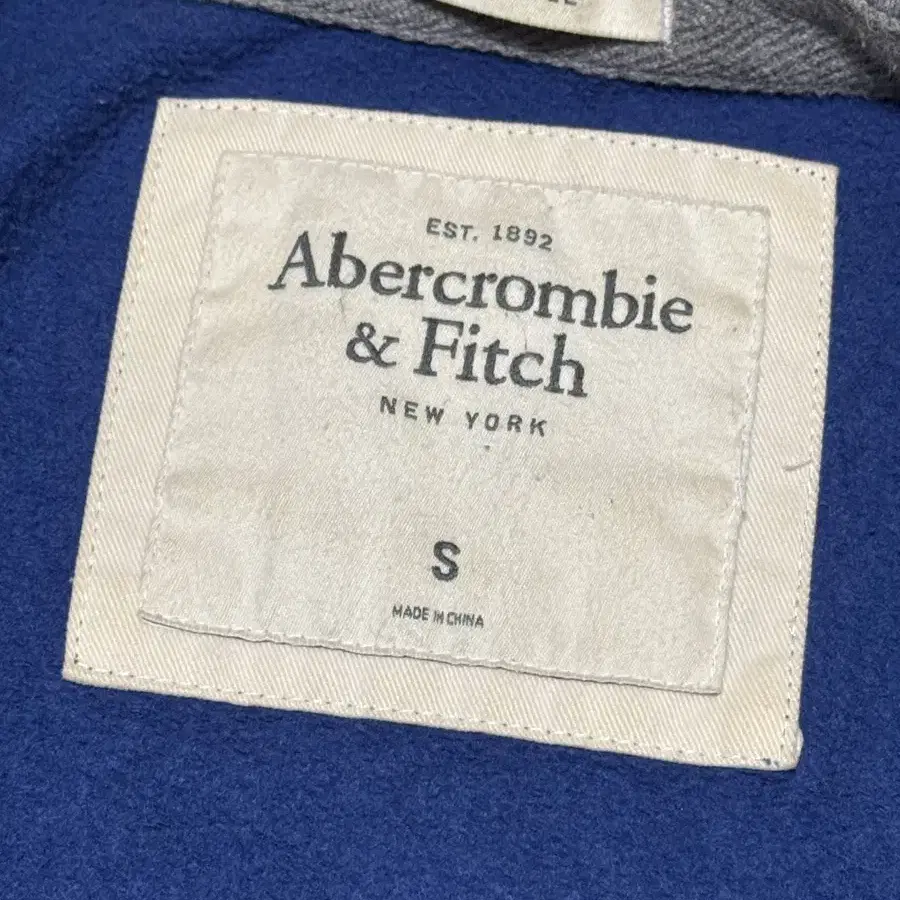 EST. 1892
Abercrombie
& Fitch
NEW YORK
S
MADE IN CHINA